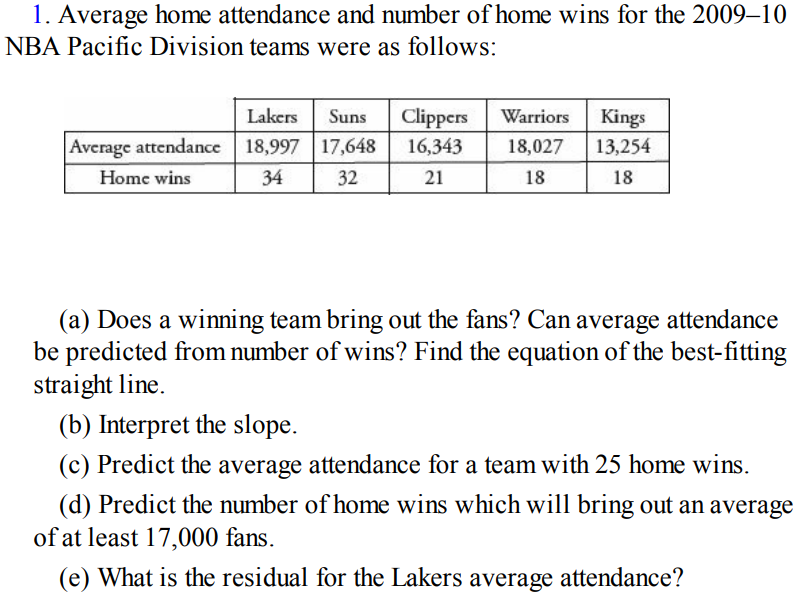 1. Average home attendance and number of home wins for the 2009–10
NBA Pacific Division teams were as follows:
Lakers Suns Clippers Warriors Kings
Average attendance 18,997 17,648 16,343 18,027 13,254
Home wins 34 32 21 18 18
(a) Does a winning team bring out the fans? Can average attendance
be predicted from number of wins? Find the equation of the best-fitting
straight line.
(b) Interpret the slope.
(c) Predict the average attendance for a team with 25 home wins.
(d) Predict the number of home wins which will bring out an average
of at least 17,000 fans.
(e) What is the residual for the Lakers average attendance?